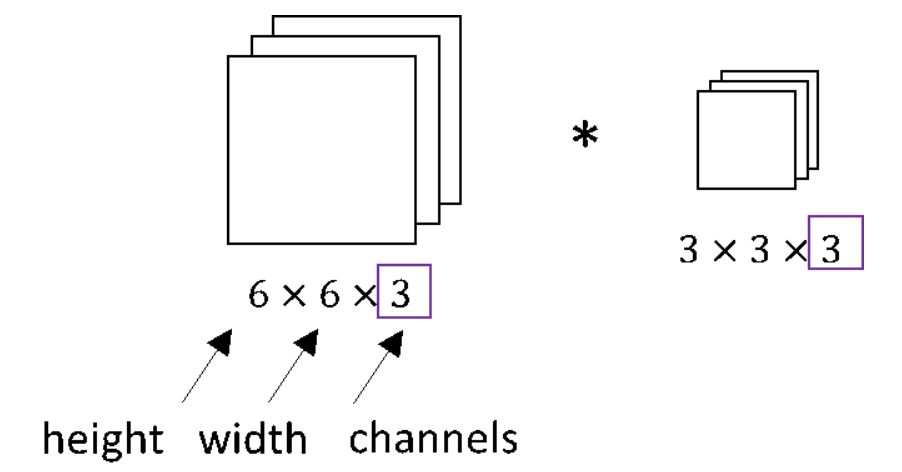 *
3 × 3 × 3
6 × 6 × 3
height width channels